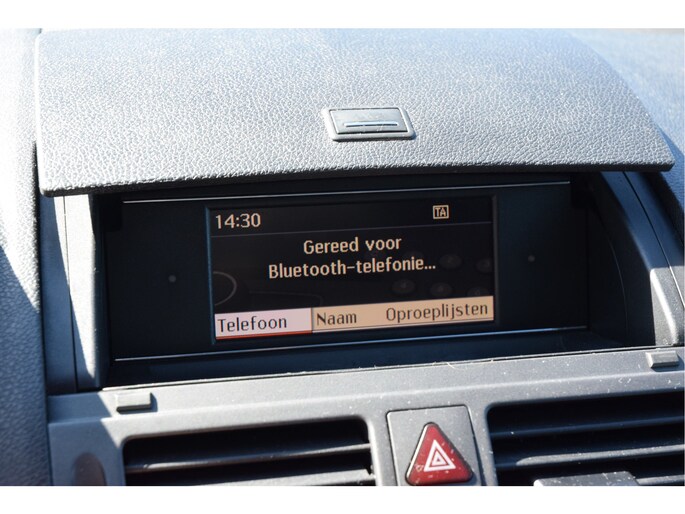 14:30 TA
Gereed voor
Bluetooth-telefonie...
Telefoon Naam Oproeplijsten